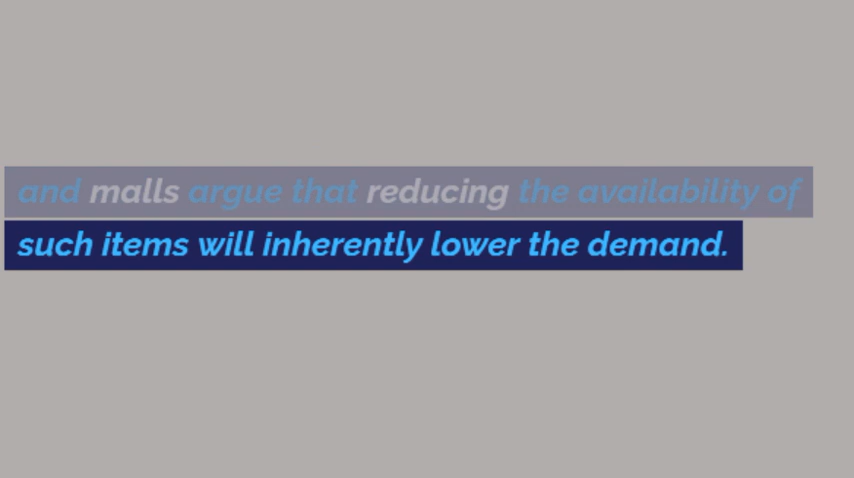 and malls argue that reducing the availability of
such items will inherently lower the demand.